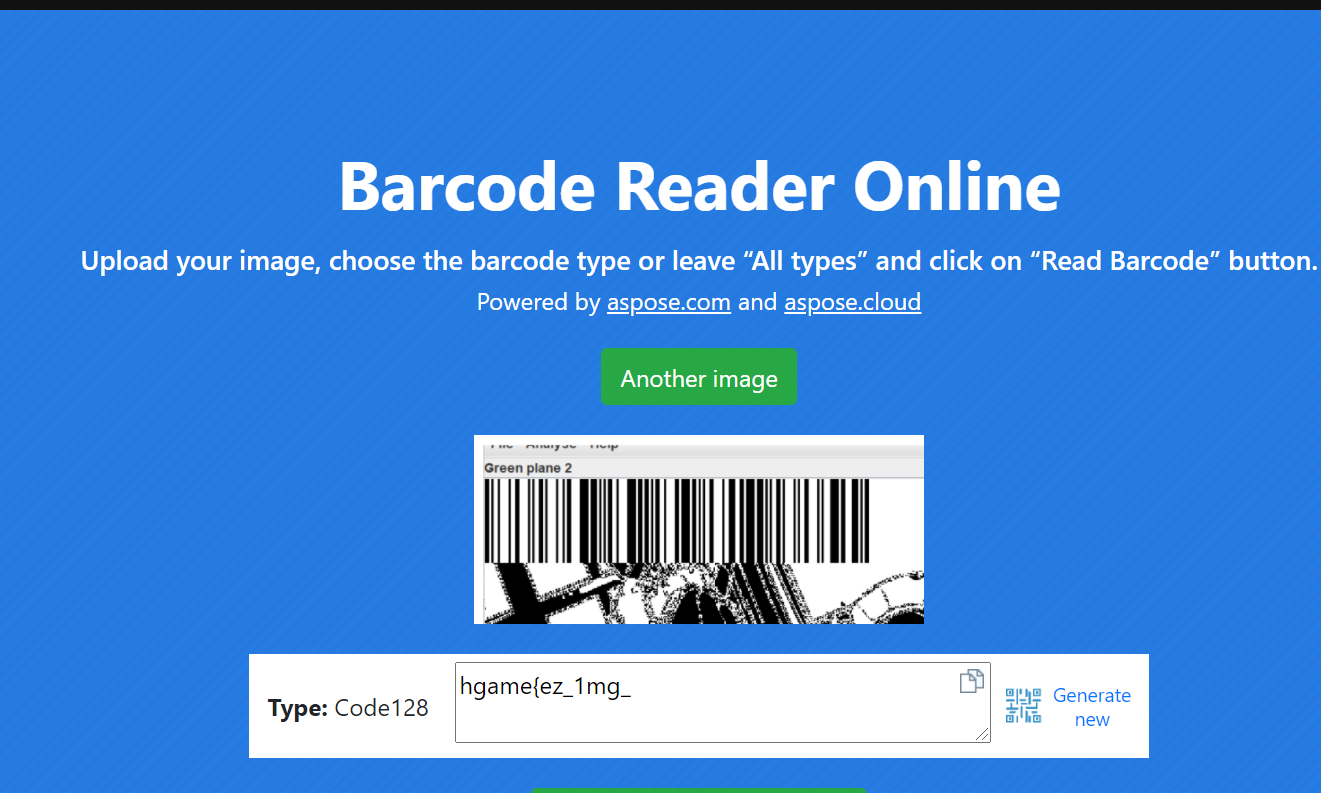 Barcode Reader Online
Upload your image, choose the barcode type or leave “All types” and click on “Read Barcode” button.
Powered by aspose.com and aspose.cloud
Another image
File Analyse Help
Green plane 2
Type: Code128
hgame{ez_1mg_
Generate
new